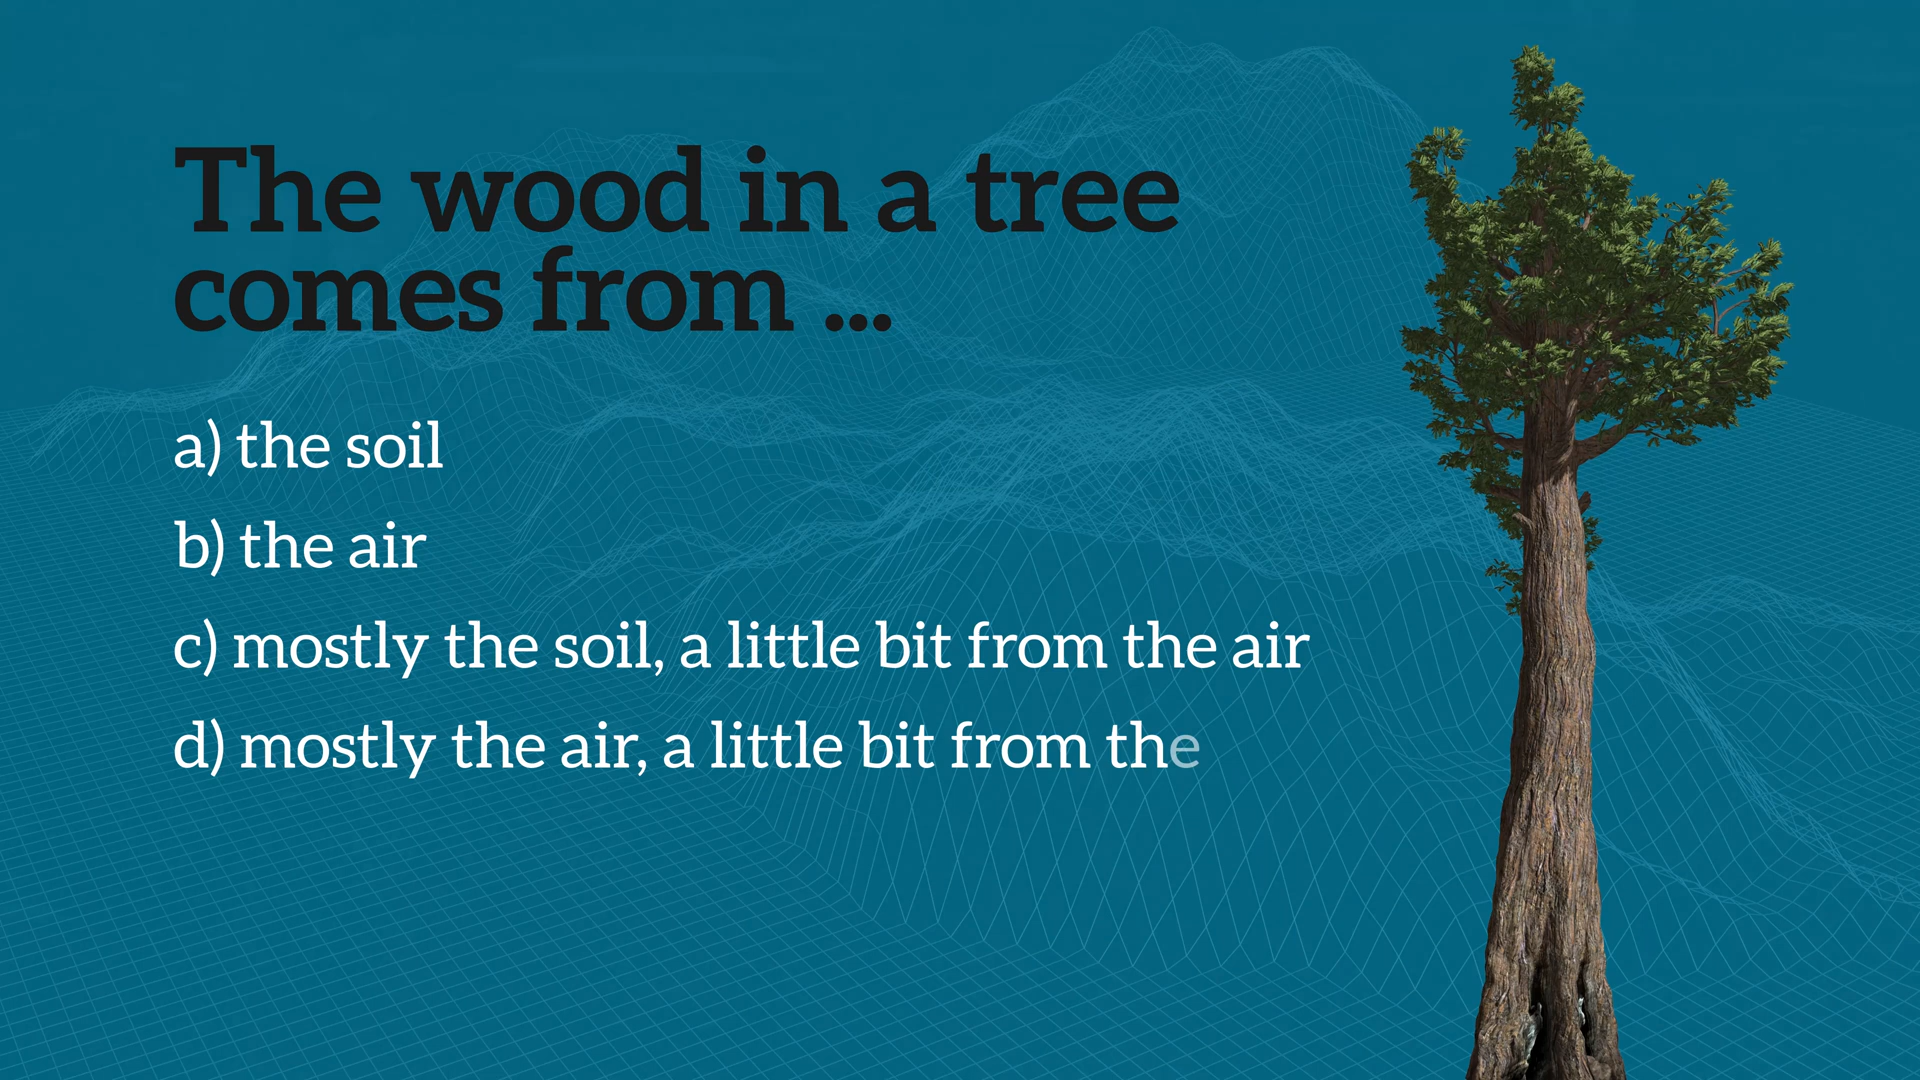 The wood in a tree
comes from ...
a) the soil
b) the air
c) mostly the soil, a little bit from the air
d) mostly the air, a little bit from the